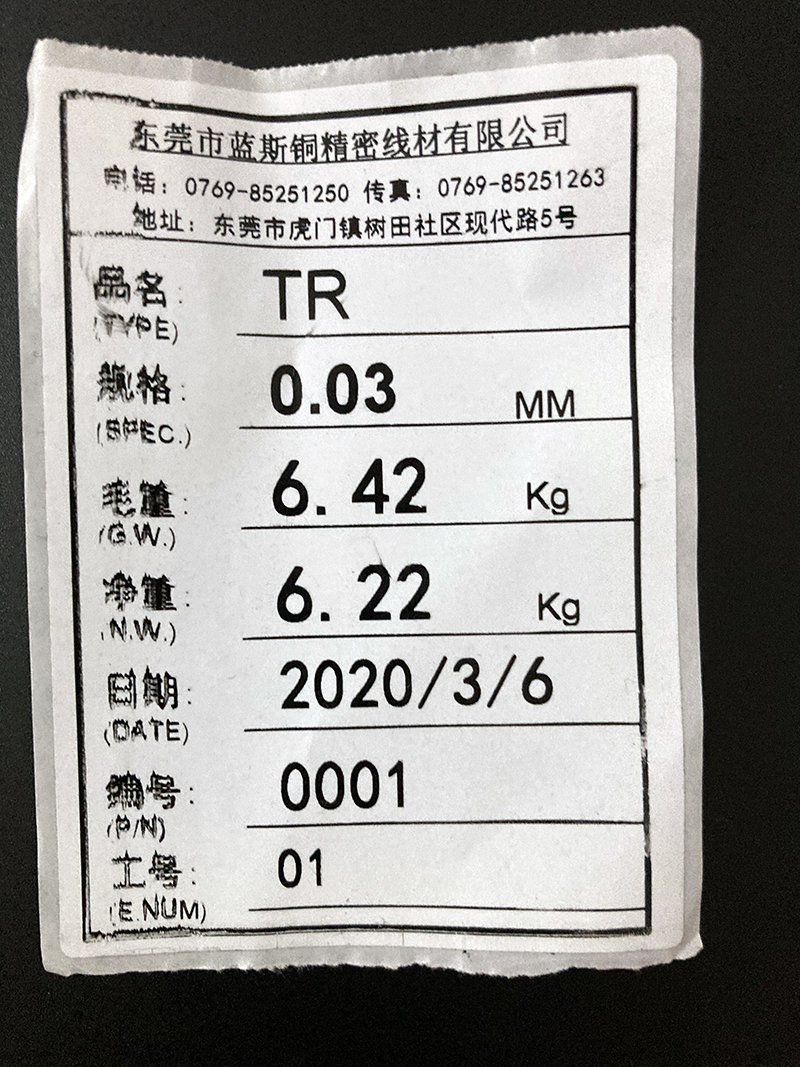 东莞市蓝斯铜精密线材有限公司
电话：0769-85251250 传真：0769-85251263
地址：东莞市虎门镇树田社区现代路5号
品名： TR
(TYPE)
规格： 0.03 MM
(SPEC.)
毛重： 6.42 Kg
(G.W.)
净重： 6.22 Kg
(N.W.)
日期： 2020/3/6
(DATE)
编号： 0001
(P/N)
工号： 01
(E.NUM)